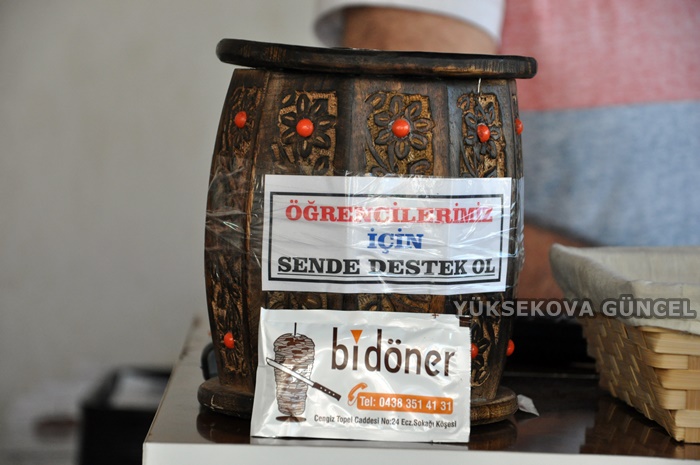 ÖĞRENCİLERİMİZ
İÇİN
SENDE DESTEK OL
YÜKSEKOVA GÜNCEL
bidöner
Tel: 0438 351 41 31
Cengiz Topel Caddesi No:24 Ecz.Sokağı Köşesi